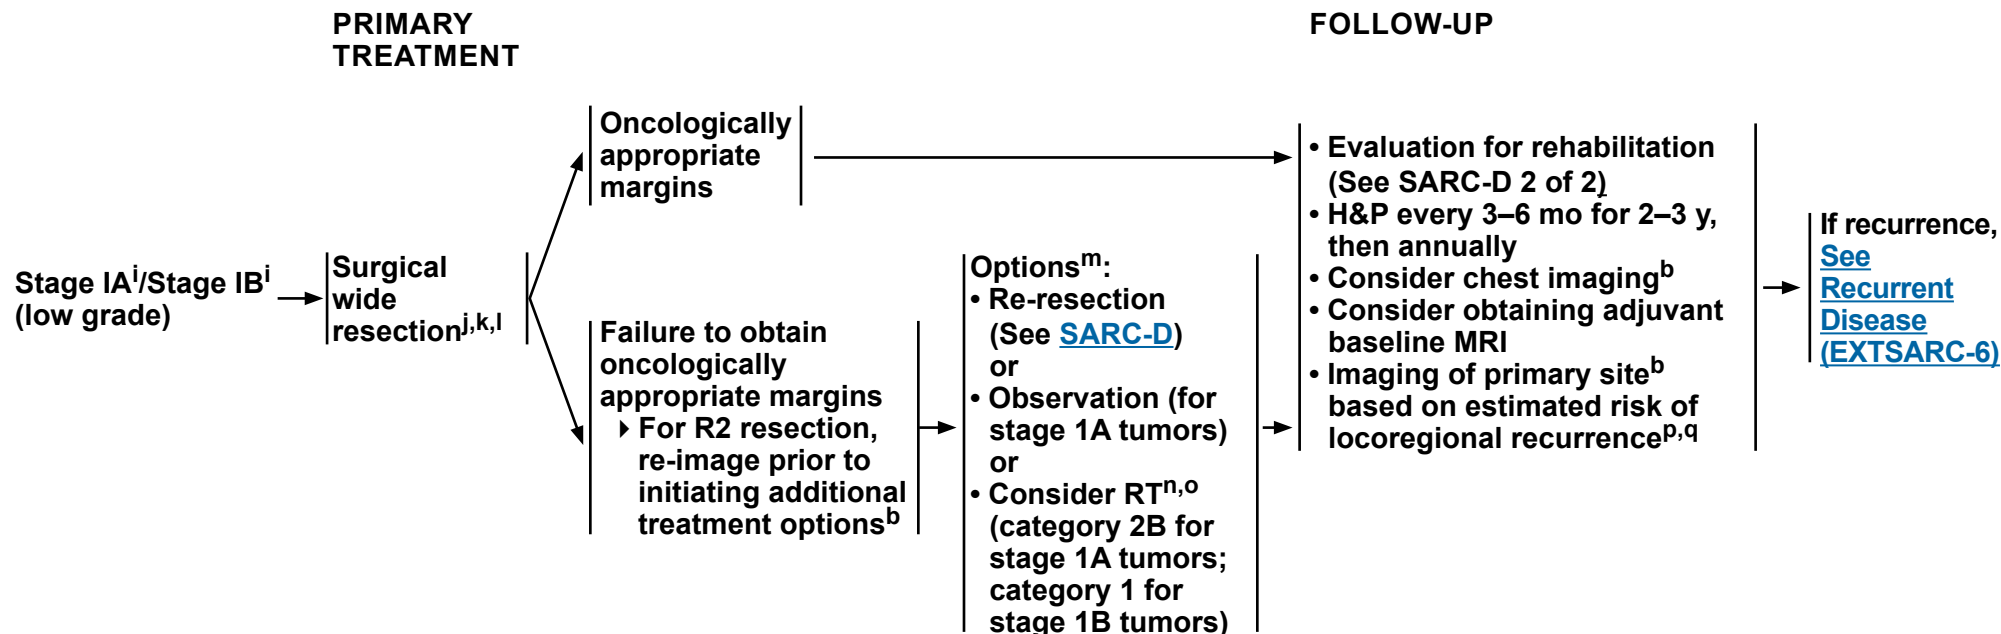 PRIMARY
TREATMENT
FOLLOW-UP
Stage IAⁱ/Stage IBⁱ
(low grade)
Surgical
wide
resectionʲ,ᵏ,ˡ
Oncologically
appropriate
margins
Failure to obtain
oncologically
appropriate margins
‣ For R2 resection,
re-image prior to
initiating additional
treatment optionsᵇ
Optionsᵐ:
• Re-resection
(See SARC-D)
or
• Observation (for
stage 1A tumors)
or
• Consider RTⁿ,ᵒ
(category 2B for
stage 1A tumors;
category 1 for
stage 1B tumors)
• Evaluation for rehabilitation
(See SARC-D 2 of 2)
• H&P every 3–6 mo for 2–3 y,
then annually
• Consider chest imagingᵇ
• Consider obtaining adjuvant
baseline MRI
• Imaging of primary siteᵇ
based on estimated risk of
locoregional recurrenceᵖ,q
If recurrence,
See
Recurrent
Disease
(EXTSARC-6)